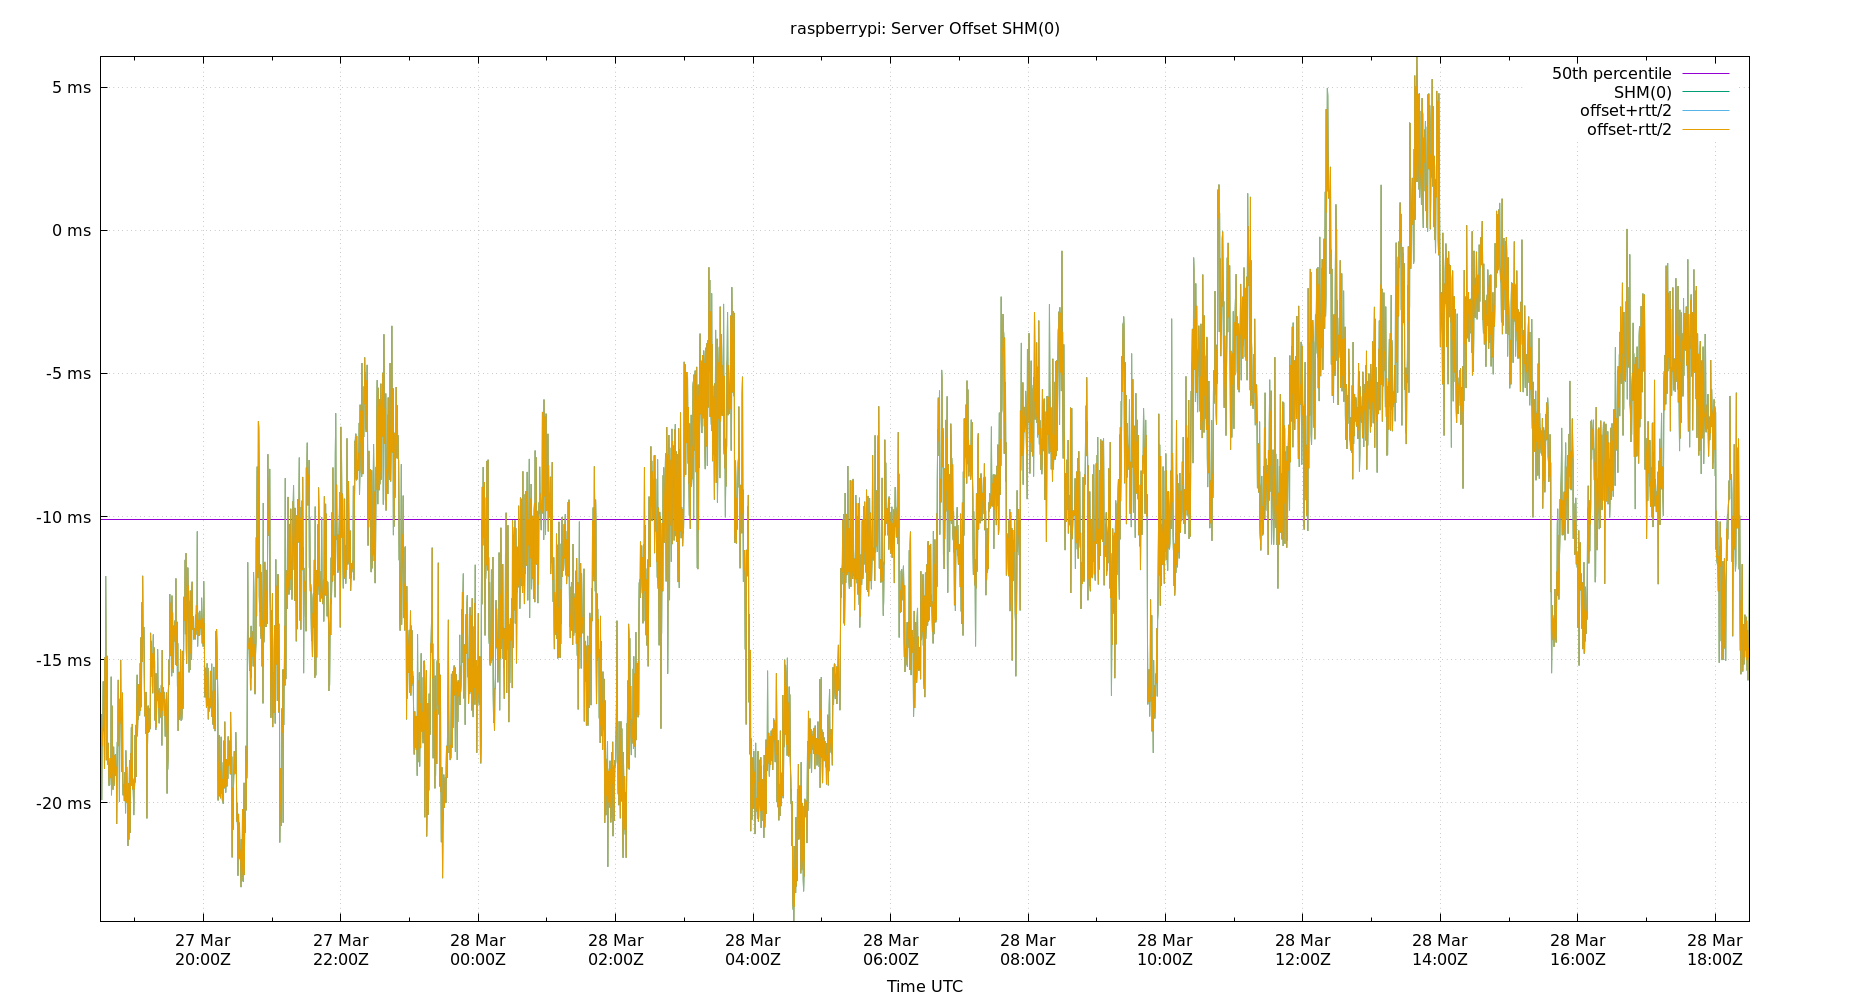 raspberrypi: Server Offset SHM(0)
50th percentile
SHM(0)
offset+rtt/2
offset-rtt/2
5 ms
0 ms
-5 ms
-10 ms
-15 ms
-20 ms
27 Mar 27 Mar 28 Mar 28 Mar 28 Mar 28 Mar 28 Mar 28 Mar 28 Mar 28 Mar 28 Mar 28 Mar
20:00Z 22:00Z 00:00Z 02:00Z 04:00Z 06:00Z 08:00Z 10:00Z 12:00Z 14:00Z 16:00Z 18:00Z
Time UTC